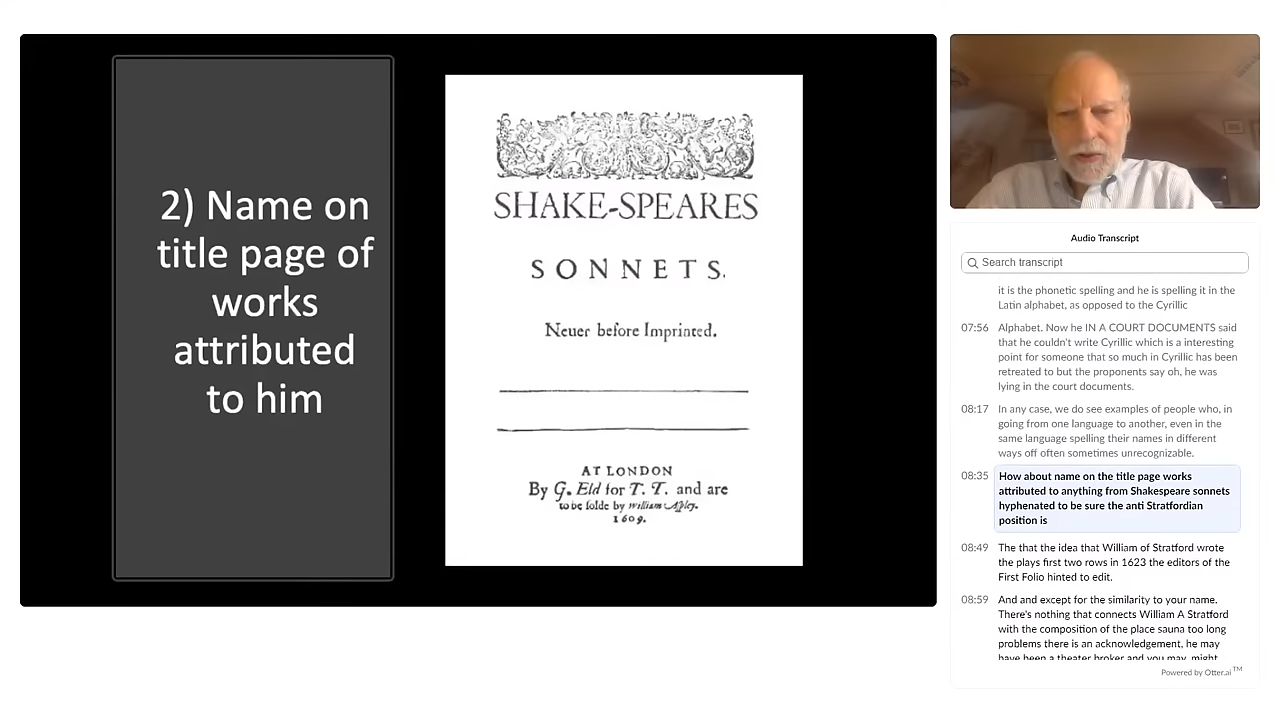 2) Name on
title page of
works
attributed
to him
SHAKE-SPEARES
SONNETS.
Neuer before Imprinted.
AT LONDON
By G. Eld for T. T. and are
to be solde by William Aspley.
1609.
Audio Transcript
Search transcript
it is the phonetic spelling and he is spelling it in the
Latin alphabet, as opposed to the Cyrillic
07:56 Alphabet. Now he IN A COURT DOCUMENTS said
that he couldn't write Cyrillic which is a interesting
point for someone that so much in Cyrillic has been
retreated to but the proponents say oh, he was
lying in the court documents.
08:17 In any case, we do see examples of people who, in
going from one language to another, even in the
same language spelling their names in different
ways off often sometimes unrecognizable.
08:35 How about name on the title page works
attributed to anything from Shakespeare sonnets
hyphenated to be sure the anti Stratfordian
position is
08:49 The that the idea that William of Stratford wrote
the plays first two rows in 1623 the editors of the
First Folio hinted to edit.
08:59 And and except for the similarity to your name.
There's nothing that connects William A Stratford
with the composition of the place sauna too long
problems there is an acknowledgement, he may
have been a theater broker and you may, might
Powered by Otter.ai TM